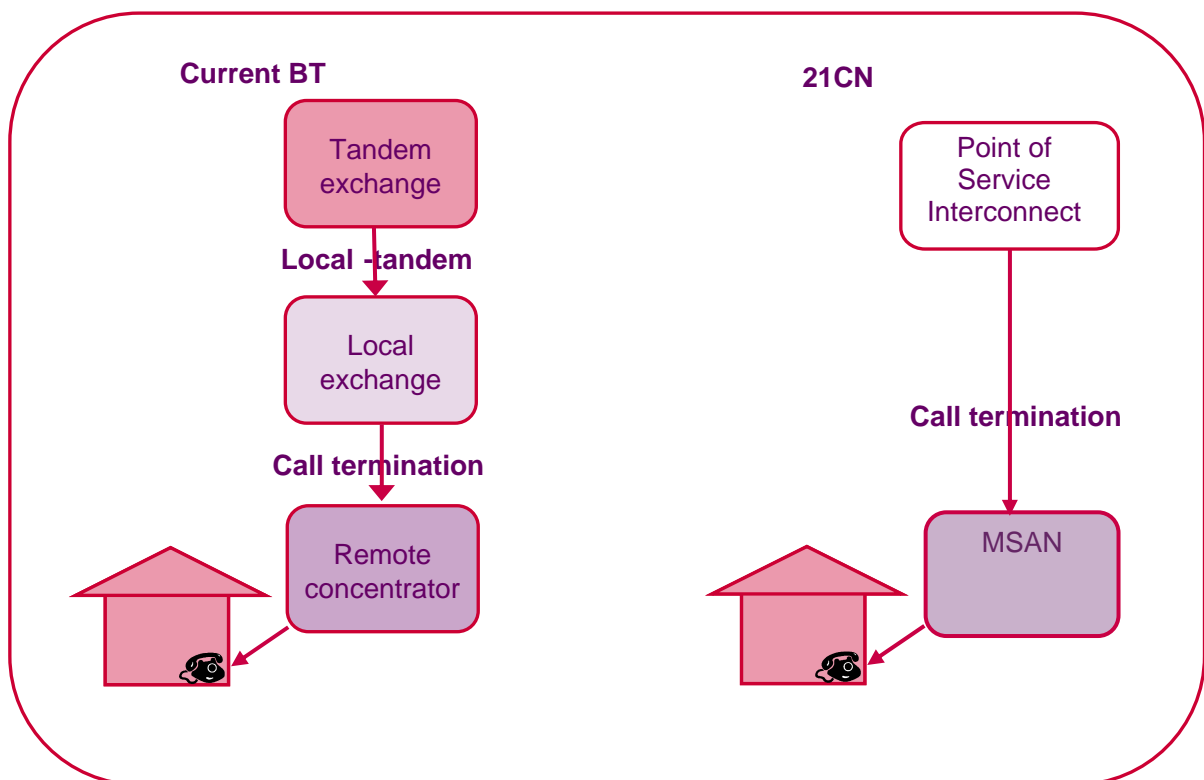 Current BT
Tandem
exchange
Local -tandem
Local
exchange
Call termination
Remote
concentrator
21CN
Point of
Service
Interconnect
Call termination
MSAN